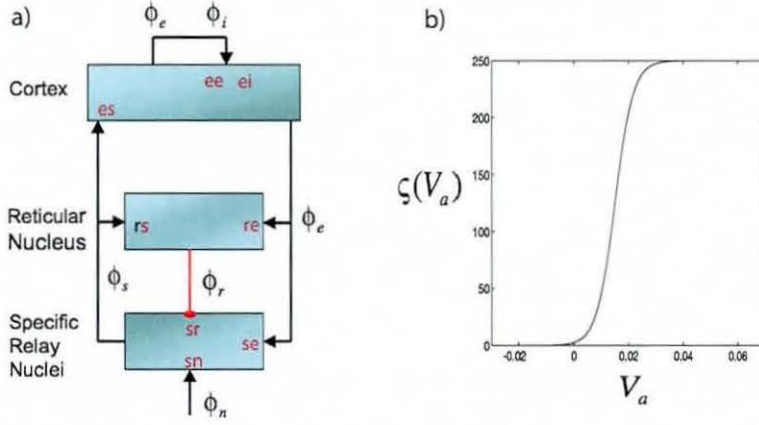 a)
ϕe ϕi
Cortex
ee ei
es
Reticular
Nucleus
rs re
ϕe
ϕs
ϕr
Specific
Relay
Nuclei
sr
se
sn
ϕn
b)
250
200
150
ς(Va)
100
50
0
-0.02 0 0.02 0.04 0.06
Va